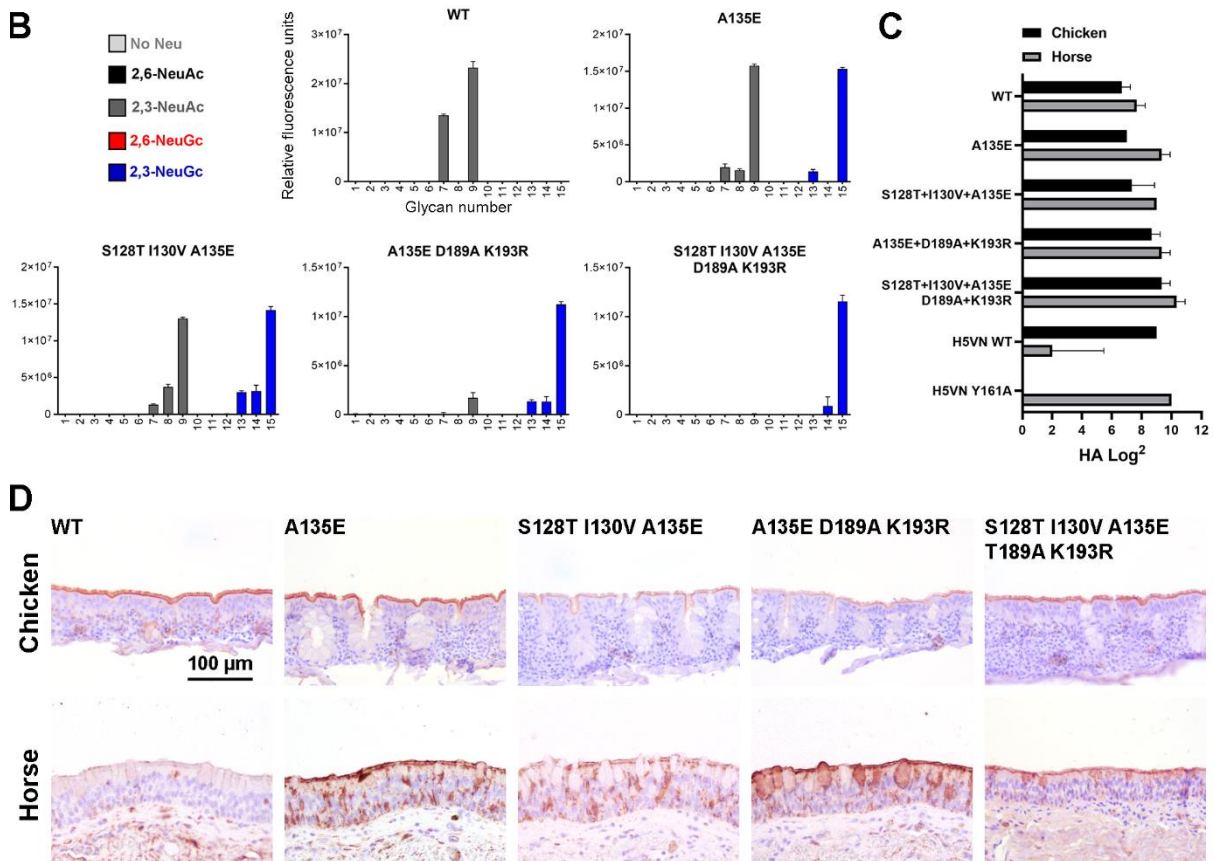 B
No Neu
2,6-NeuAc
2,3-NeuAc
2,6-NeuGc
2,3-NeuGc
WT
Relative fluorescence units
3×10⁷
2×10⁷
1×10⁷
0
1 2 3 4 5 6 7 8 9 10 11 12 13 14 15
Glycan number
A135E
2×10⁷
1.5×10⁷
1×10⁷
5×10⁶
0
1 2 3 4 5 6 7 8 9 10 11 12 13 14 15
S128T I130V A135E
2×10⁷
1.5×10⁷
1×10⁷
5×10⁶
0
1 2 3 4 5 6 7 8 9 10 11 12 13 14 15
A135E D189A K193R
1.5×10⁷
1×10⁷
5×10⁶
0
1 2 3 4 5 6 7 8 9 10 11 12 13 14 15
S128T I130V A135E
D189A K193R
1.5×10⁷
1×10⁷
5×10⁶
0
1 2 3 4 5 6 7 8 9 10 11 12 13 14 15
C
Chicken
Horse
WT
A135E
S128T+I130V+A135E
A135E+D189A+K193R
S128T+I130V+A135E
D189A+K193R
H5VN WT
H5VN Y161A
0 2 4 6 8 10 12
HA Log²
D
WT
A135E
S128T I130V A135E
A135E D189A K193R
S128T I130V A135E
T189A K193R
Chicken
100 µm
Horse